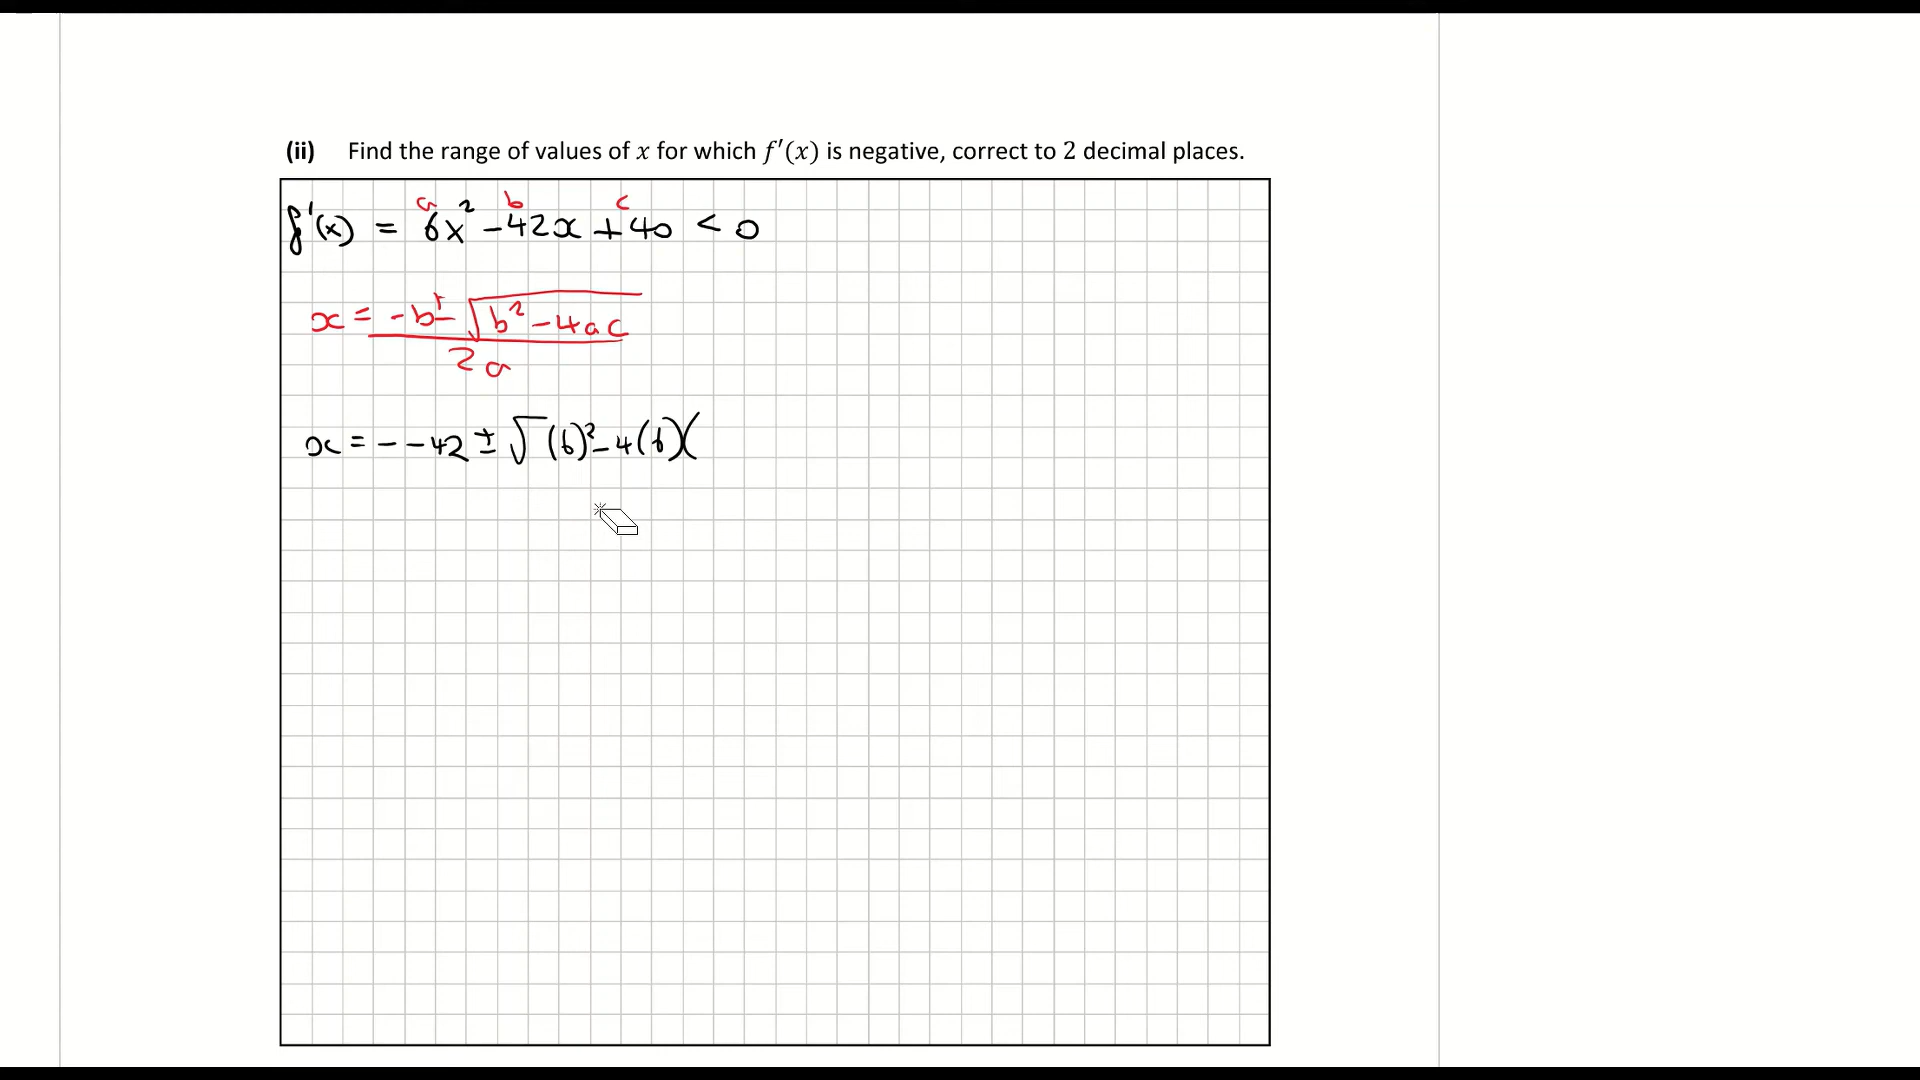 (ii) Find the range of values of x for which f′(x) is negative, correct to 2 decimal places.
a b c
f'(x) = 6x² - 42x + 40 < 0
x = -b ± √b² - 4ac
2a
x = - - 42 ± √ (6)² - 4(6)(